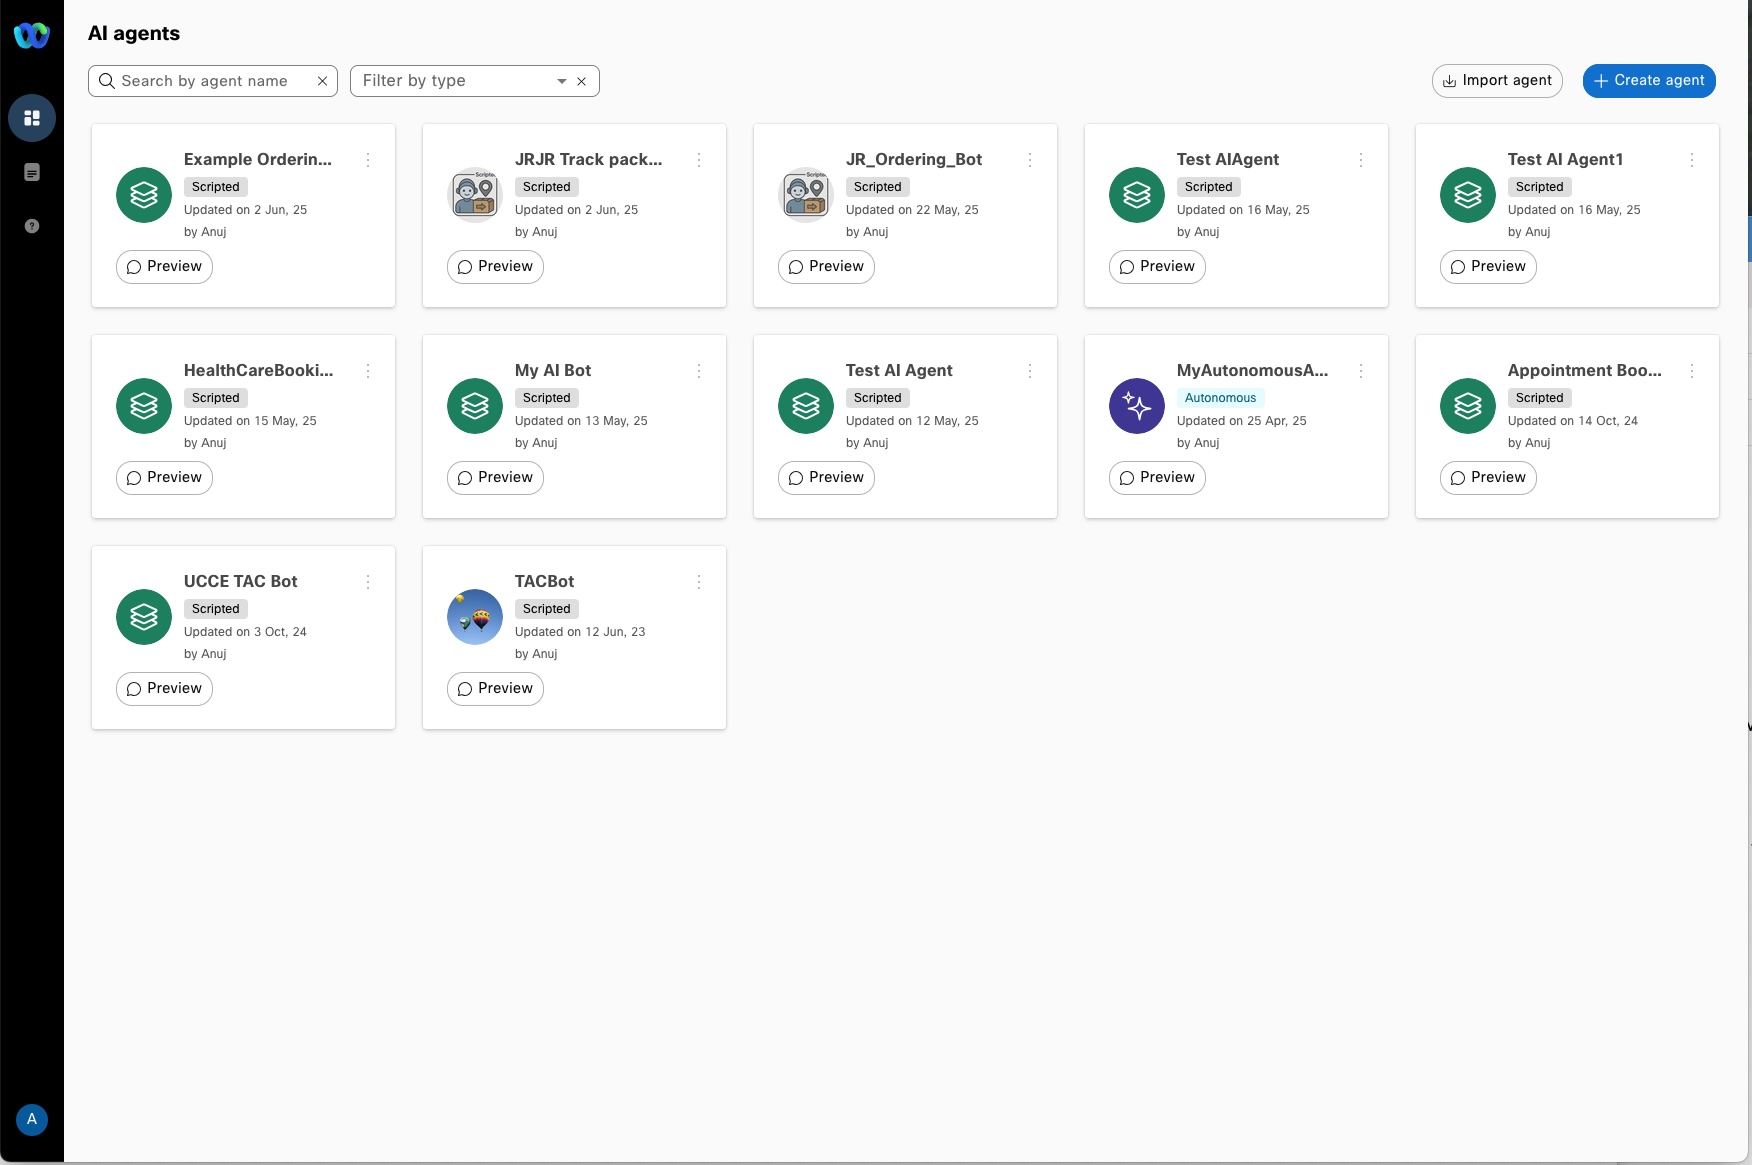 AI agents
Search by agent name
Filter by type
Import agent
Create agent
Example Orderin...
Scripted
Updated on 2 Jun, 25
by Anuj
Preview
JRJR Track pack...
Scripted
Updated on 2 Jun, 25
by Anuj
Preview
JR_Ordering_Bot
Scripted
Updated on 22 May, 25
by Anuj
Preview
Test AIAgent
Scripted
Updated on 16 May, 25
by Anuj
Preview
Test AI Agent1
Scripted
Updated on 16 May, 25
by Anuj
Preview
HealthCareBooki...
Scripted
Updated on 15 May, 25
by Anuj
Preview
My AI Bot
Scripted
Updated on 13 May, 25
by Anuj
Preview
Test AI Agent
Scripted
Updated on 12 May, 25
by Anuj
Preview
MyAutonomousA...
Autonomous
Updated on 25 Apr, 25
by Anuj
Preview
Appointment Boo...
Scripted
Updated on 14 Oct, 24
by Anuj
Preview
UCCE TAC Bot
Scripted
Updated on 3 Oct, 24
by Anuj
Preview
TACBot
Scripted
Updated on 12 Jun, 23
by Anuj
Preview
A